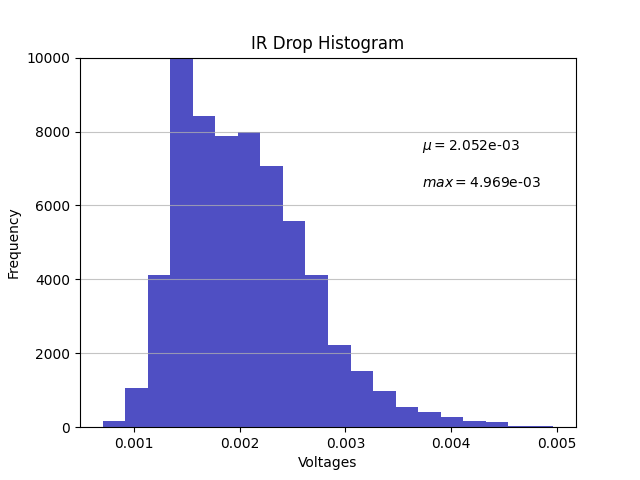 IR Drop Histogram
10000
8000
6000
4000
2000
0
Frequency
μ = 2.052e-03
max = 4.969e-03
0.001 0.002 0.003 0.004 0.005
Voltages